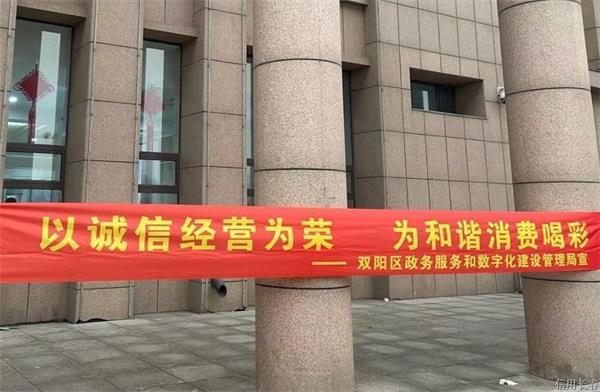 以诚信经营为荣 为和谐消费喝彩
——双阳区政务服务和数字化建设管理局宣
信用长春